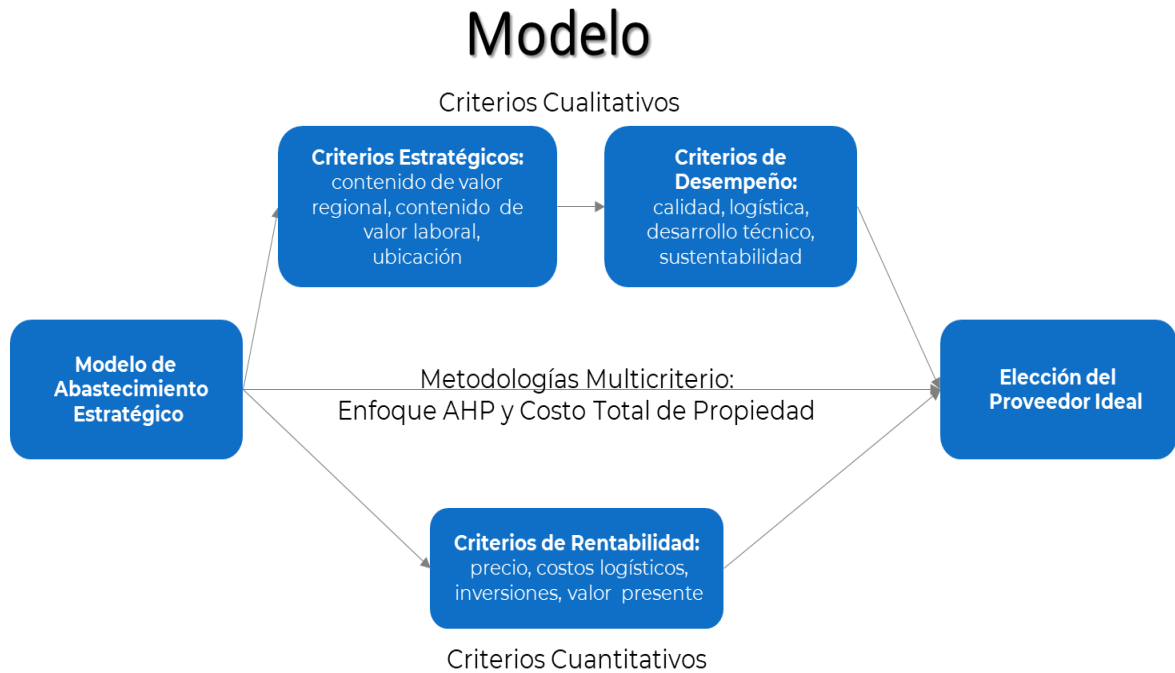 Modelo
Criterios Cualitativos
Criterios Estratégicos:
contenido de valor
regional, contenido de
valor laboral,
ubicación
Criterios de
Desempeño:
calidad, logística,
desarrollo técnico,
sustentabilidad
Modelo de
Abastecimiento
Estratégico
Metodologías Multicriterio:
Enfoque AHP y Costo Total de Propiedad
Elección del
Proveedor Ideal
Criterios de Rentabilidad:
precio, costos logísticos,
inversiones, valor presente
Criterios Cuantitativos